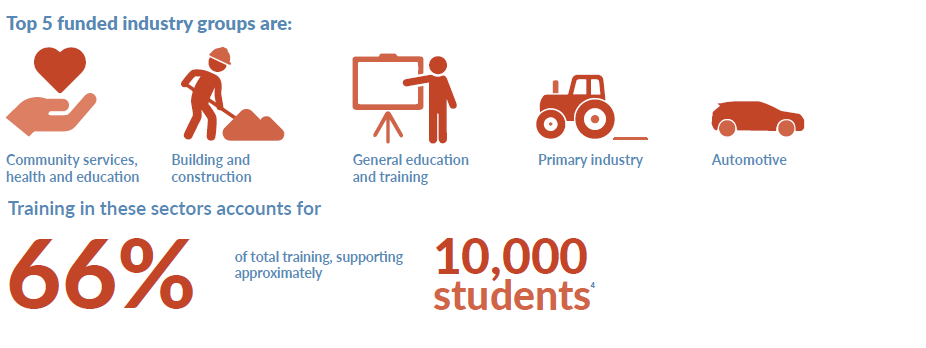 Top 5 funded industry groups are:
Community services,
health and education
Building and
construction
General education
and training
Primary industry
Automotive
Training in these sectors accounts for
66%
of total training, supporting
approximately
10,000
students4